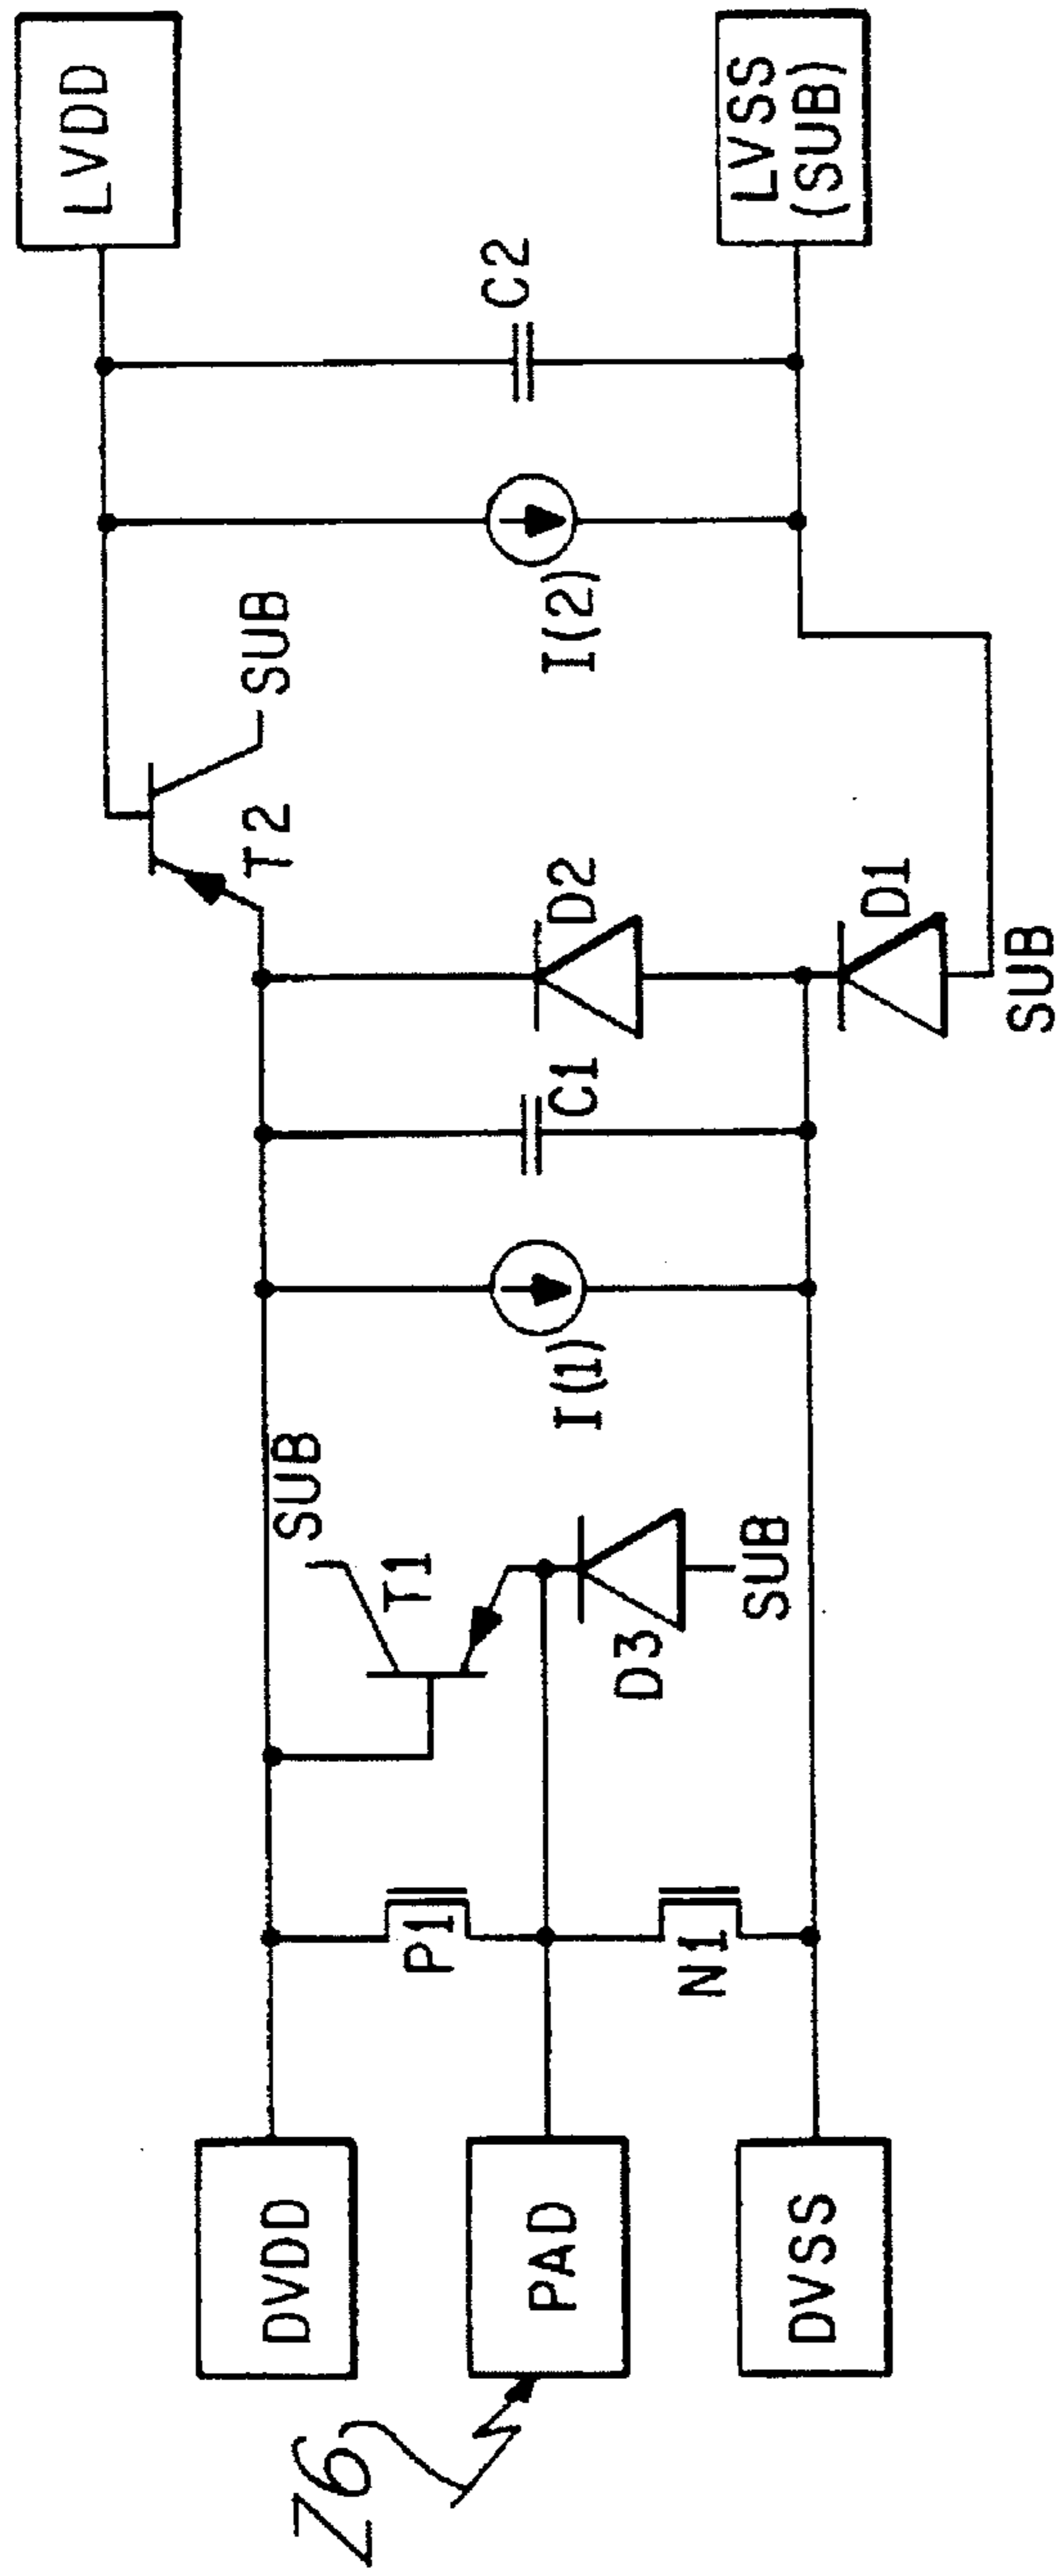 LVDD
LVSS
(SUB)
C2
I(2)
SUB
T2
D2
D1
SUB
C1
I(1)
SUB
T1
D3
SUB
P1
N1
DVDD
PAD
DVSS
Z6